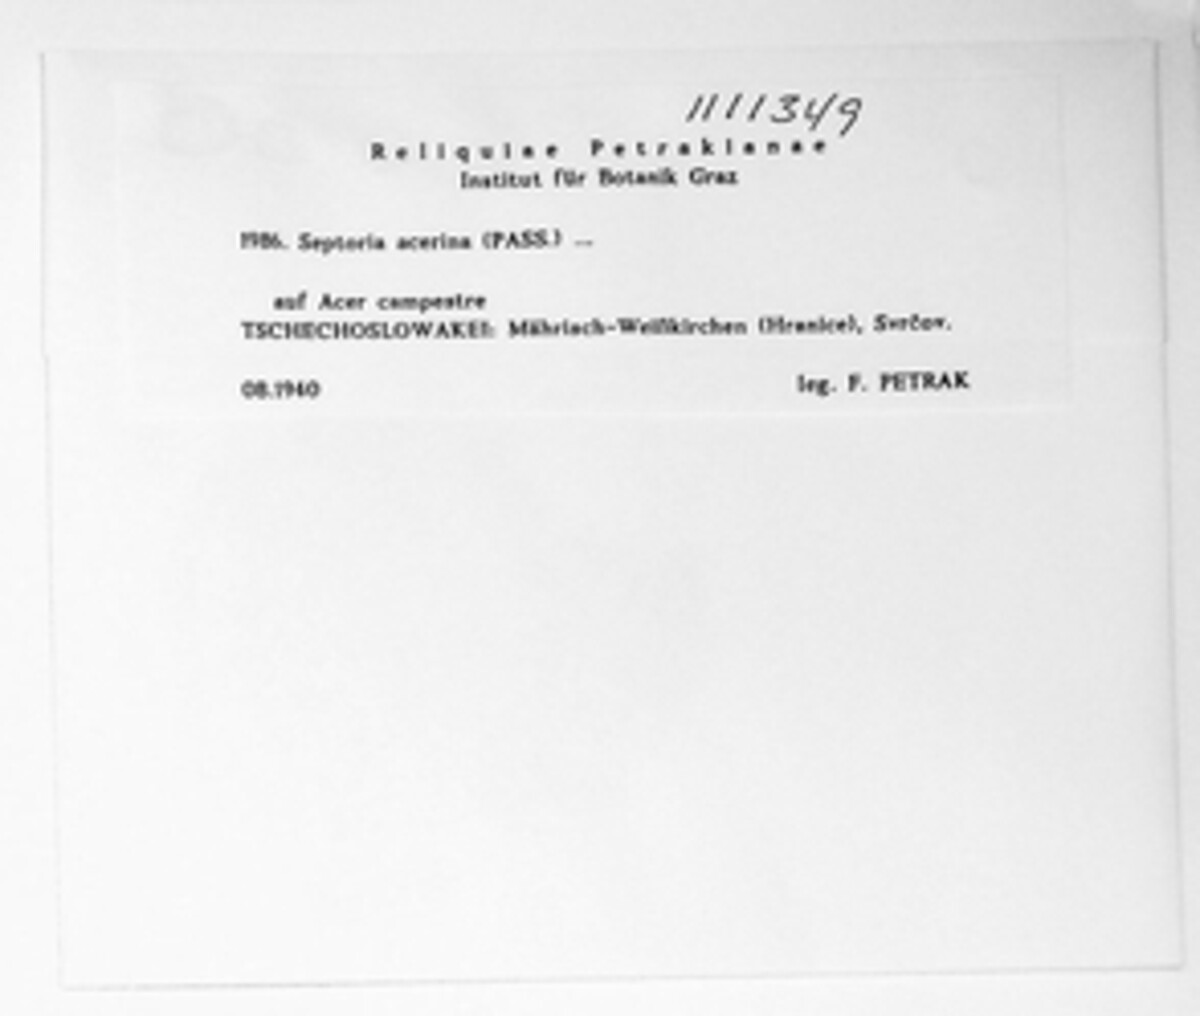 1111349
Reliquiae Petrakianae
Institut für Botanik Graz
1986. Septoria acerina (PASS.) ...
auf Acer campestre
TSCHECHOSLOWAKEI: Mährisch-Weißkirchen (Hranice), Svrčov.
08.1940 leg. F. PETRAK